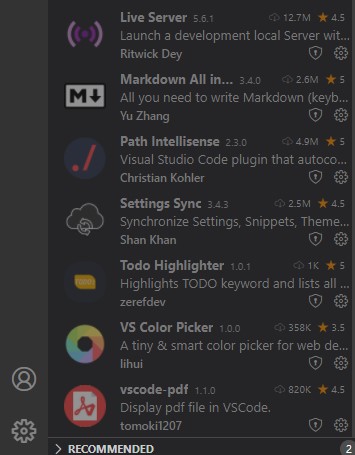 Live Server 5.6.1 12.7M ★ 4.5
Launch a development local Server wit...
Ritwick Dey
M↓ Markdown All in... 3.4.0 2.6M ★ 5
All you need to write Markdown (keyb...
Yu Zhang
./ Path Intellisense 2.3.0 4.9M ★ 5
Visual Studio Code plugin that autoco...
Christian Kohler
Settings Sync 3.4.3 2.5M ★ 4.5
Synchronize Settings, Snippets, Theme...
Shan Khan
Todo Highlighter 1.0.1 1K ★ 5
Highlights TODO keyword and lists all ...
zerefdev
VS Color Picker 1.0.0 358K ★ 3.5
A tiny & smart color picker for web de...
lihui
vscode-pdf 1.1.0 820K ★ 4.5
Display pdf file in VSCode.
tomoki1207
RECOMMENDED 2